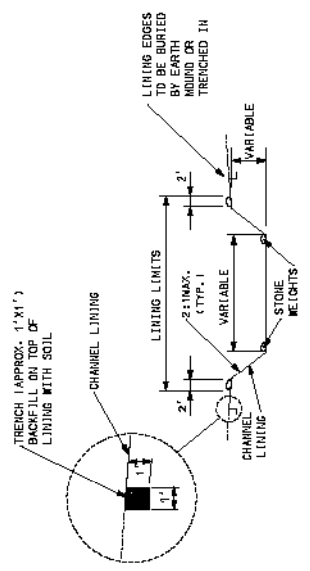 TRENCH (APPROX. 1'X1')
BACKFILL ON TOP OF
LINING WITH SOIL
CHANNEL LINING
1'
1'
LINING LIMITS
2'
2'
2:1MAX.
(TYP.)
VARIABLE
LINING EDGES
TO BE BURIED
BY EARTH
MOUND OR
TRENCHED IN
VARIABLE
CHANNEL
LINING
STONE
WEIGHTS